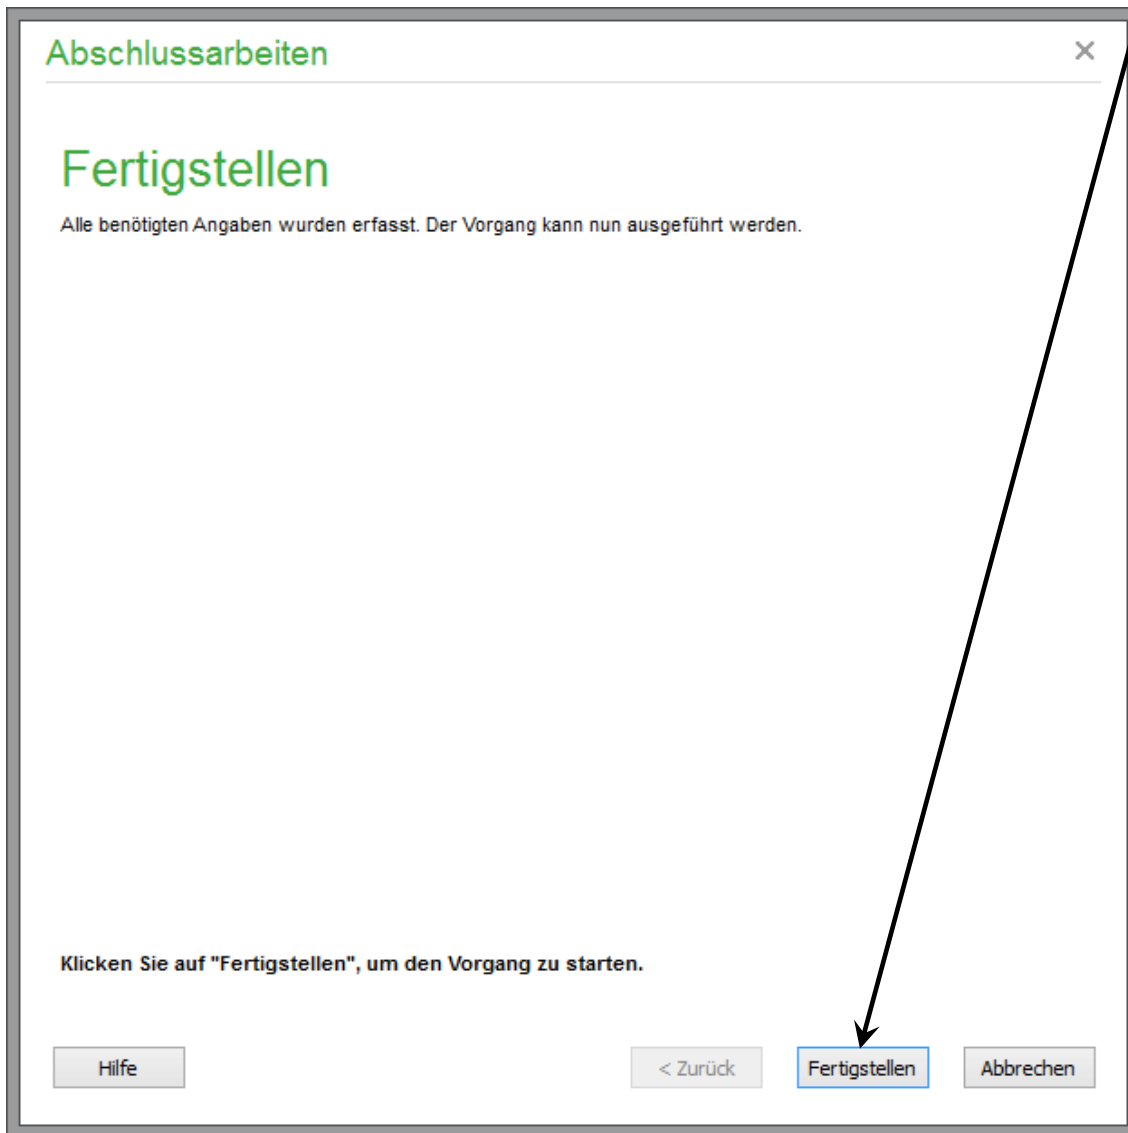 Abschlussarbeiten
Fertigstellen
Alle benötigten Angaben wurden erfasst. Der Vorgang kann nun ausgeführt werden.
Klicken Sie auf "Fertigstellen", um den Vorgang zu starten.
Hilfe
< Zurück
Fertigstellen
Abbrechen